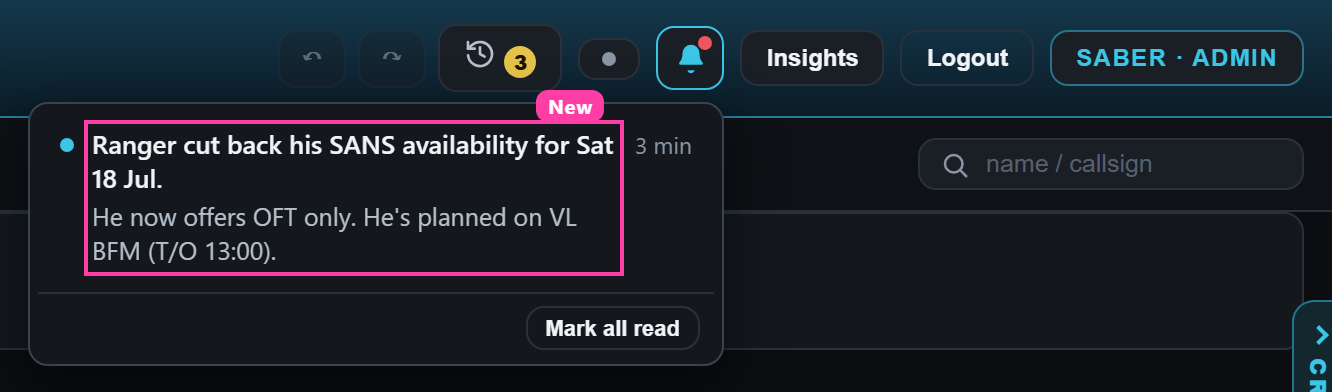 3
Insights
Logout
SABER · ADMIN
New
Ranger cut back his SANS availability for Sat
18 Jul.
3 min
He now offers OFT only. He's planned on VL
BFM (T/O 13:00).
Mark all read
name / callsign